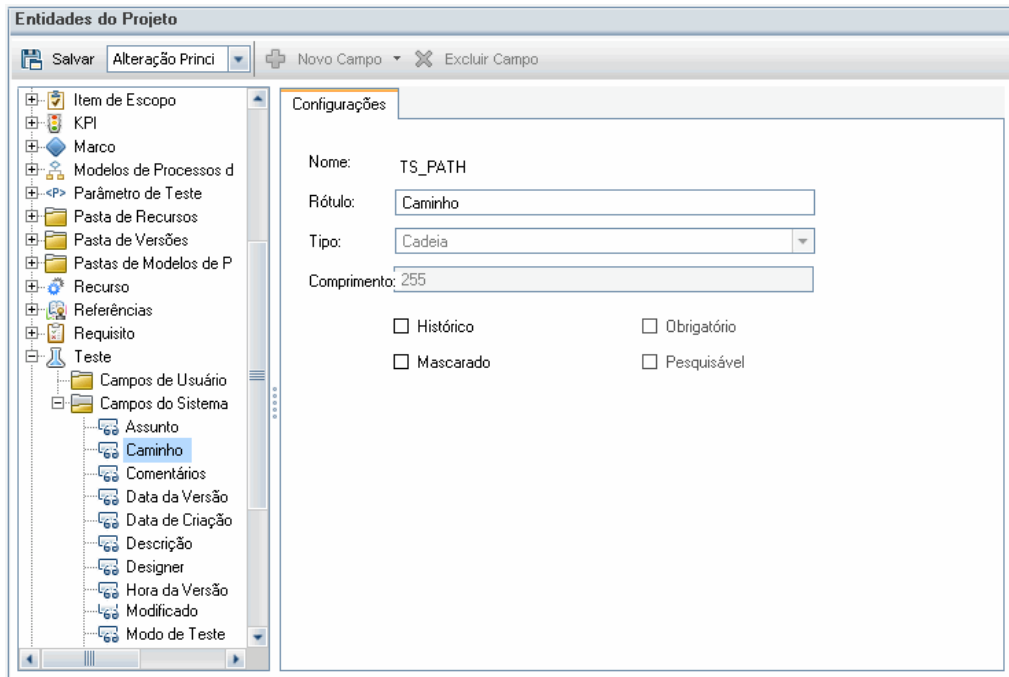 Entidades do Projeto
Salvar Alteração Princi Novo Campo Excluir Campo
Item de Escopo
KPI
Marco
Modelos de Processos d
<P> Parâmetro de Teste
Pasta de Recursos
Pasta de Versões
Pastas de Modelos de P
Recurso
Referências
Requisito
Teste
Campos de Usuário
Campos do Sistema
Assunto
Caminho
Comentários
Data da Versão
Data de Criação
Descrição
Designer
Hora da Versão
Modificado
Modo de Teste
Configurações
Nome: TS_PATH
Rótulo: Caminho
Tipo: Cadeia
Comprimento: 255
Histórico Obrigatório
Mascarado Pesquisável